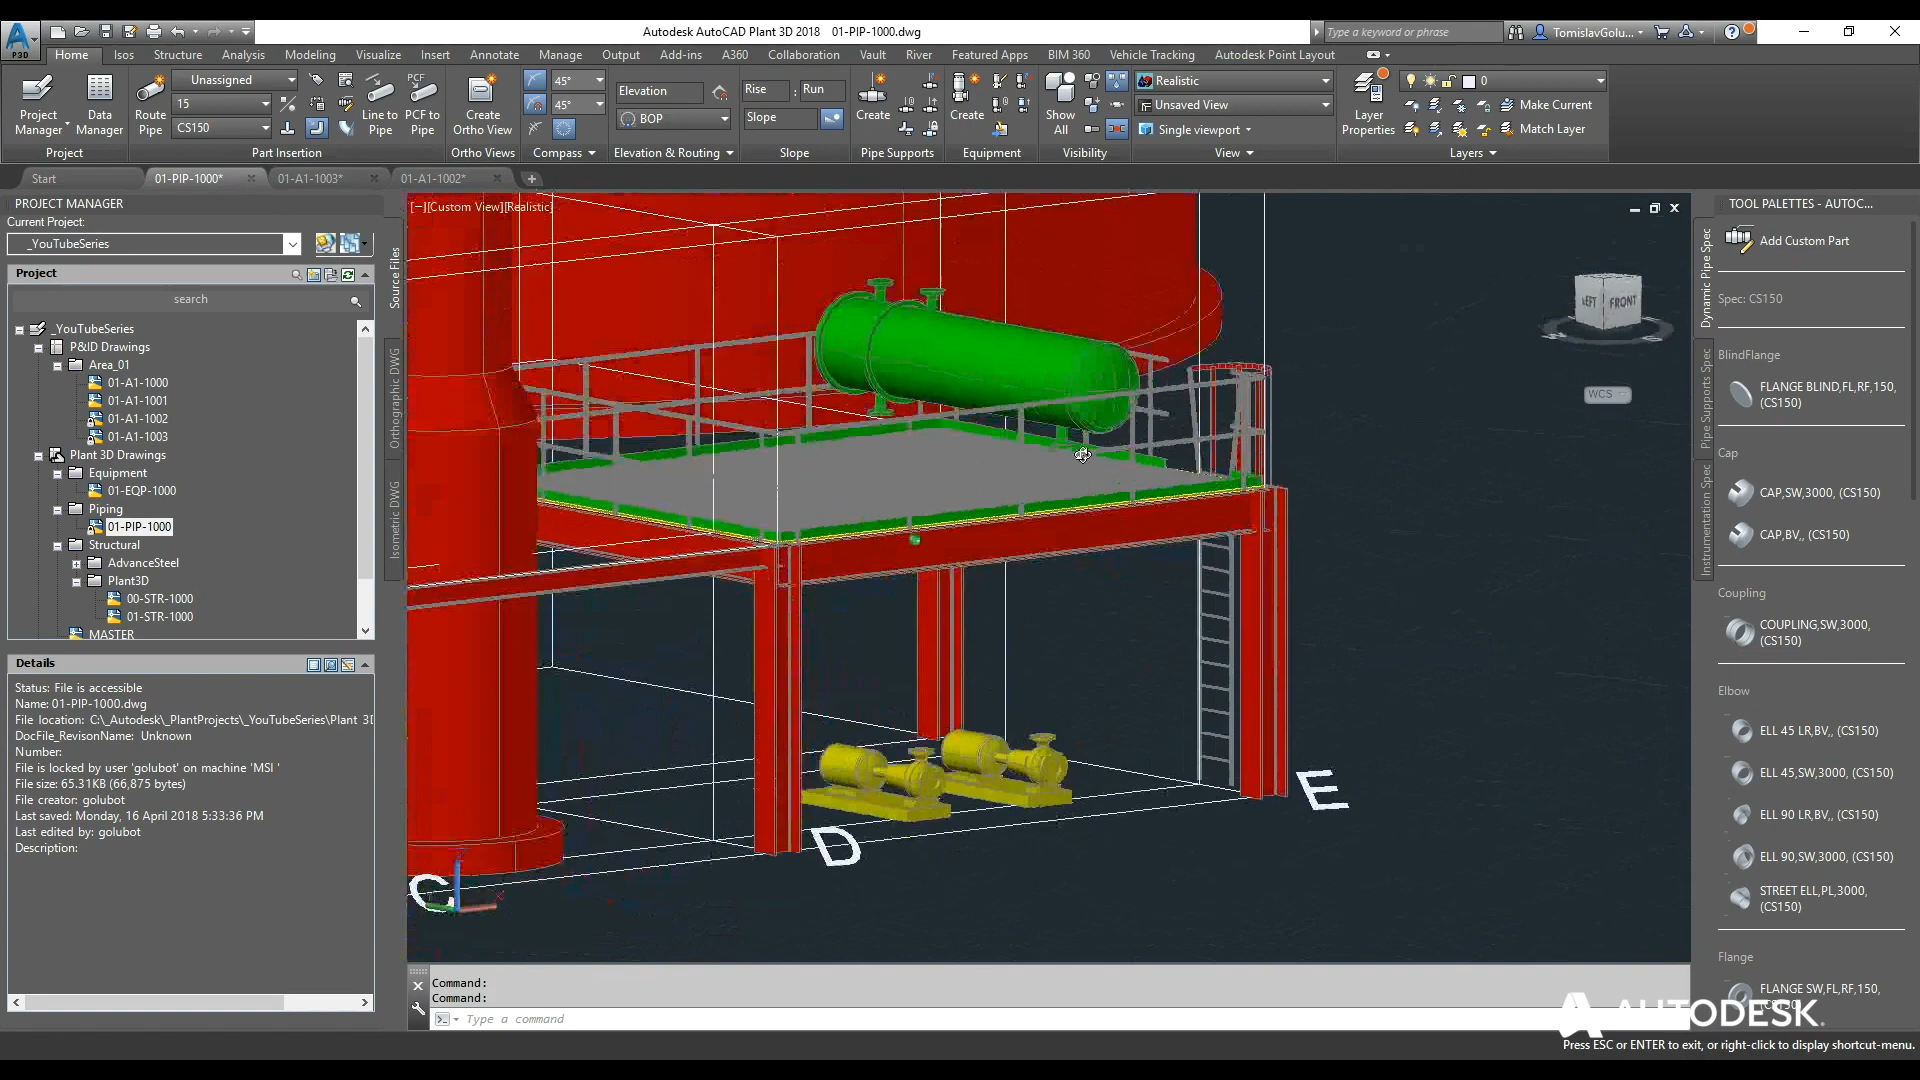 Autodesk AutoCAD Plant 3D 2018 01-PIP-1000.dwg
Type a keyword or phrase
TomislavGolu...
P3D
Home Isos Structure Analysis Modeling Visualize Insert Annotate Manage Output Add-ins A360 Collaboration Vault River Featured Apps BIM 360 Vehicle Tracking Autodesk Point Layout
Project Manager
Data Manager
Project
Route Pipe
Unassigned
15
CS150
Line to Pipe
PCF
PCF to Pipe
Part Insertion
Create Ortho View
Ortho Views
45°
45°
Compass
Elevation
BOP
Elevation & Routing
Rise : Run
Slope
Slope
Create
Pipe Supports
Create
Equipment
Show All
Visibility
Realistic
Unsaved View
Single viewport
View
Layer Properties
0
Make Current
Match Layer
Layers
Start
01-PIP-1000*
01-A1-1003*
01-A1-1002*
PROJECT MANAGER
Current Project:
_YouTubeSeries
Project
search
_YouTubeSeries
P&ID Drawings
Area_01
01-A1-1000
01-A1-1001
01-A1-1002
01-A1-1003
Plant 3D Drawings
Equipment
01-EQP-1000
Piping
01-PIP-1000
Structural
AdvanceSteel
Plant3D
00-STR-1000
01-STR-1000
MASTER
Source Files
Orthographic DWG
Isometric DWG
Details
Status: File is accessible
Name: 01-PIP-1000.dwg
File location: C:\_Autodesk\_PlantProjects\_YouTubeSeries\Plant 3D
DocFile_RevisonName: Unknown
Number:
File is locked by user 'golubot' on machine 'MSI '
File size: 65.31KB (66,875 bytes)
File creator: golubot
Last saved: Monday, 16 April 2018 5:33:36 PM
Last edited by: golubot
Description:
[−][Custom View][Realistic]
LEFT FRONT
WCS
C
D
E
Command:
Command:
Type a command
TOOL PALETTES - AUTOC...
Dynamic Pipe Spec
Pipe Supports Spec
Instrumentation Spec
Add Custom Part
Spec: CS150
BlindFlange
FLANGE BLIND,FL,RF,150,
(CS150)
Cap
CAP,SW,3000, (CS150)
CAP,BV,, (CS150)
Coupling
COUPLING,SW,3000,
(CS150)
Elbow
ELL 45 LR,BV,, (CS150)
ELL 45,SW,3000, (CS150)
ELL 90 LR,BV,, (CS150)
ELL 90,SW,3000, (CS150)
STREET ELL,PL,3000,
(CS150)
Flange
FLANGE SW,FL,RF,150,
(CS150)
AUTODESK.
Press ESC or ENTER to exit, or right-click to display shortcut-menu.